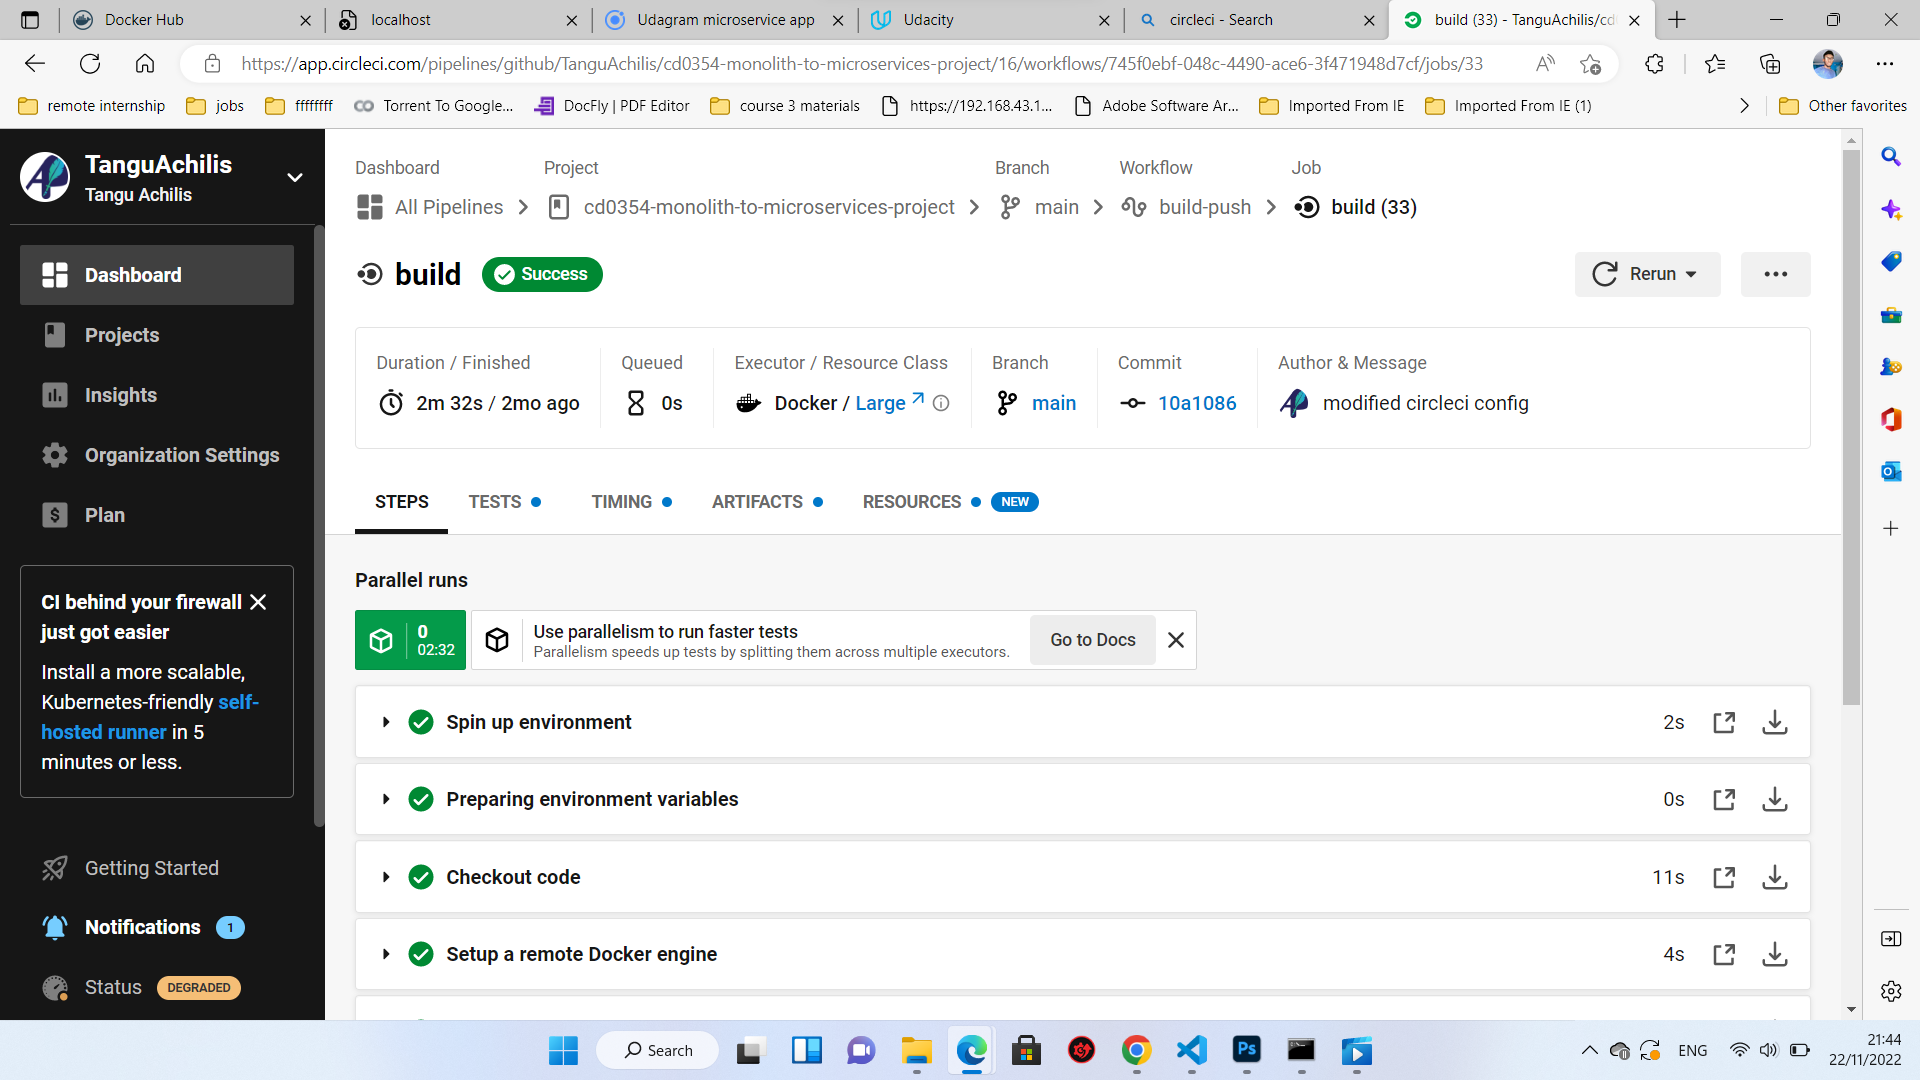 Docker Hub
localhost
Udagram microservice app
Udacity
circleci - Search
build (33) - TanguAchilis/cd
https://app.circleci.com/pipelines/github/TanguAchilis/cd0354-monolith-to-microservices-project/16/workflows/745f0ebf-048c-4490-ace6-3f471948d7cf/jobs/33
remote internship
jobs
ffffffff
Torrent To Google...
DocFly | PDF Editor
course 3 materials
https://192.168.43.1...
Adobe Software Ar...
Imported From IE
Imported From IE (1)
Other favorites
TanguAchilis
Tangu Achilis
Dashboard
Projects
Insights
Organization Settings
Plan
CI behind your firewall
just got easier
Install a more scalable,
Kubernetes-friendly self-
hosted runner in 5
minutes or less.
Getting Started
Notifications 1
Status DEGRADED
Dashboard
Project
Branch
Workflow
Job
All Pipelines
cd0354-monolith-to-microservices-project
main
build-push
build (33)
build
Success
Rerun
Duration / Finished
2m 32s / 2mo ago
Queued
0s
Executor / Resource Class
Docker / Large
Branch
main
Commit
10a1086
Author & Message
modified circleci config
STEPS
TESTS
TIMING
ARTIFACTS
RESOURCES
NEW
Parallel runs
0
02:32
Use parallelism to run faster tests
Parallelism speeds up tests by splitting them across multiple executors.
Go to Docs
Spin up environment
2s
Preparing environment variables
0s
Checkout code
11s
Setup a remote Docker engine
4s
Search
Ps
ENG
21:44
22/11/2022